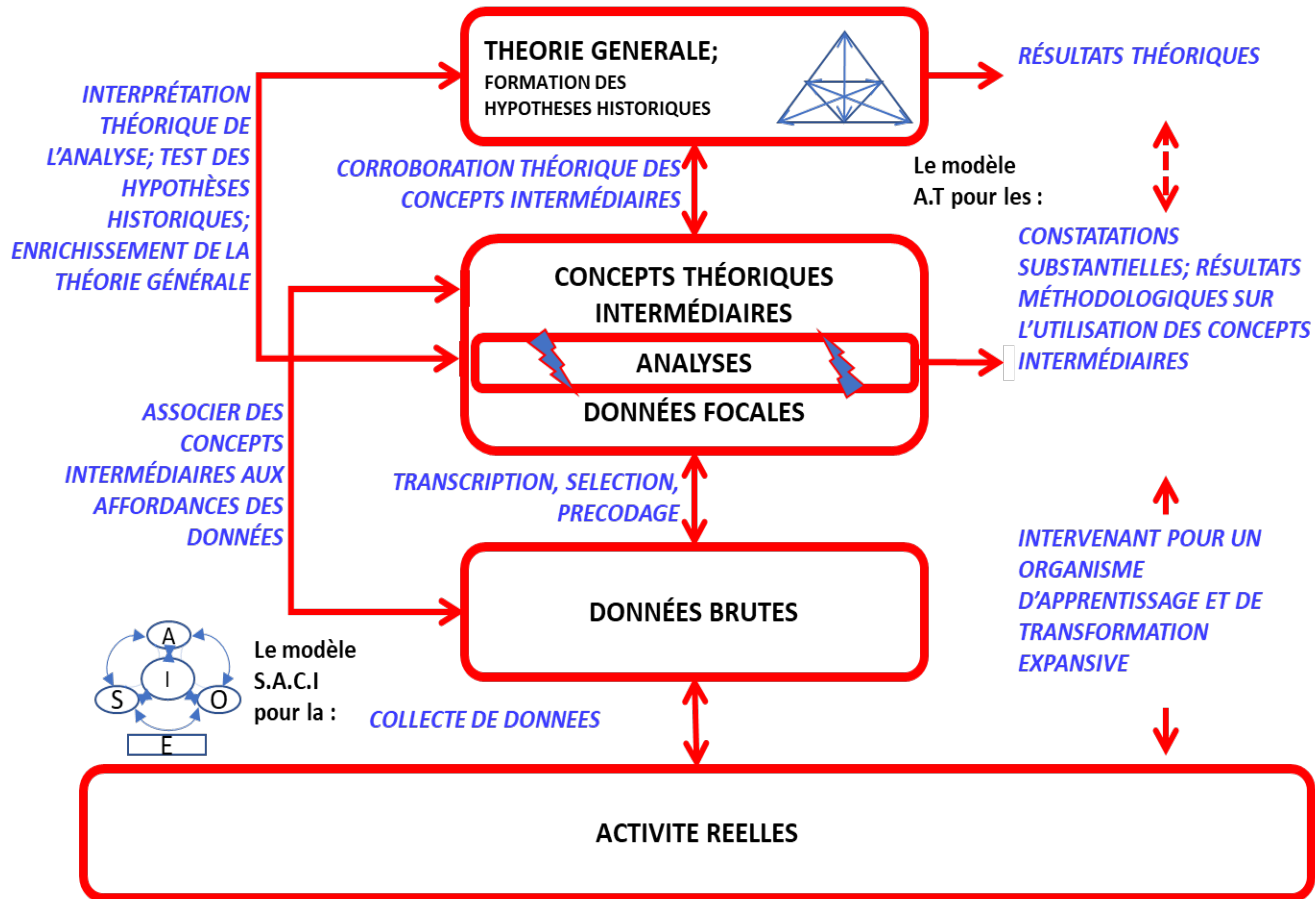 THEORIE GENERALE;
FORMATION DES
HYPOTHESES HISTORIQUES
RÉSULTATS THÉORIQUES
INTERPRÉTATION
THÉORIQUE DE
L'ANALYSE; TEST DES
HYPOTHÈSES
HISTORIQUES;
ENRICHISSEMENT DE LA
THÉORIE GÉNÉRALE
CORROBORATION THÉORIQUE DES
CONCEPTS INTERMÉDIAIRES
Le modèle
A.T pour les :
CONCEPTS THÉORIQUES
INTERMÉDIAIRES
ANALYSES
DONNÉES FOCALES
CONSTATATIONS
SUBSTANTIELLES; RÉSULTATS
MÉTHODOLOGIQUES SUR
L'UTILISATION DES CONCEPTS
INTERMÉDIAIRES
ASSOCIER DES
CONCEPTS
INTERMÉDIAIRES AUX
AFFORDANCES DES
DONNÉES
TRANSCRIPTION, SELECTION,
PRECODAGE
DONNÉES BRUTES
INTERVENANT POUR UN
ORGANISME
D'APPRENTISSAGE ET DE
TRANSFORMATION
EXPANSIVE
A
I
S
O
E
Le modèle
S.A.C.I
pour la :
COLLECTE DE DONNEES
ACTIVITE REELLES